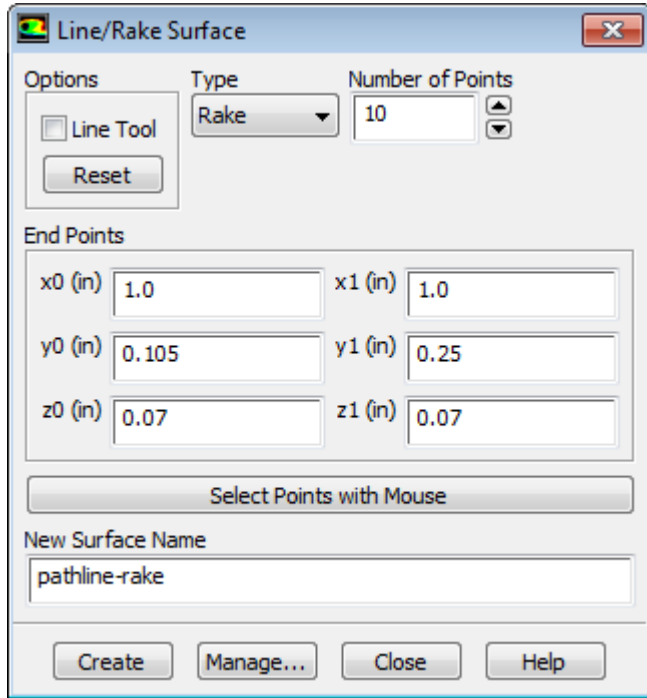 Line/Rake Surface
Options Type Number of Points
Line Tool Rake 10
Reset
End Points
x0 (in) 1.0 x1 (in) 1.0
y0 (in) 0.105 y1 (in) 0.25
z0 (in) 0.07 z1 (in) 0.07
Select Points with Mouse
New Surface Name
pathline-rake
Create Manage... Close Help